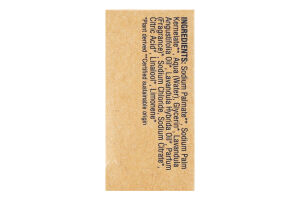 INGREDIENTS: Sodium Palmate**, Sodium Palm
Kernelate**, Aqua (Water), Glycerin*, Lavandula
Angustifolia Oil*, Lavandula Hybrida Oil*, Parfum
(Fragrance)*, Sodium Chloride, Sodium Citrate*,
Citric Acid*, Linalool*, Limonene*
*Plant derived **Certified sustainable origin